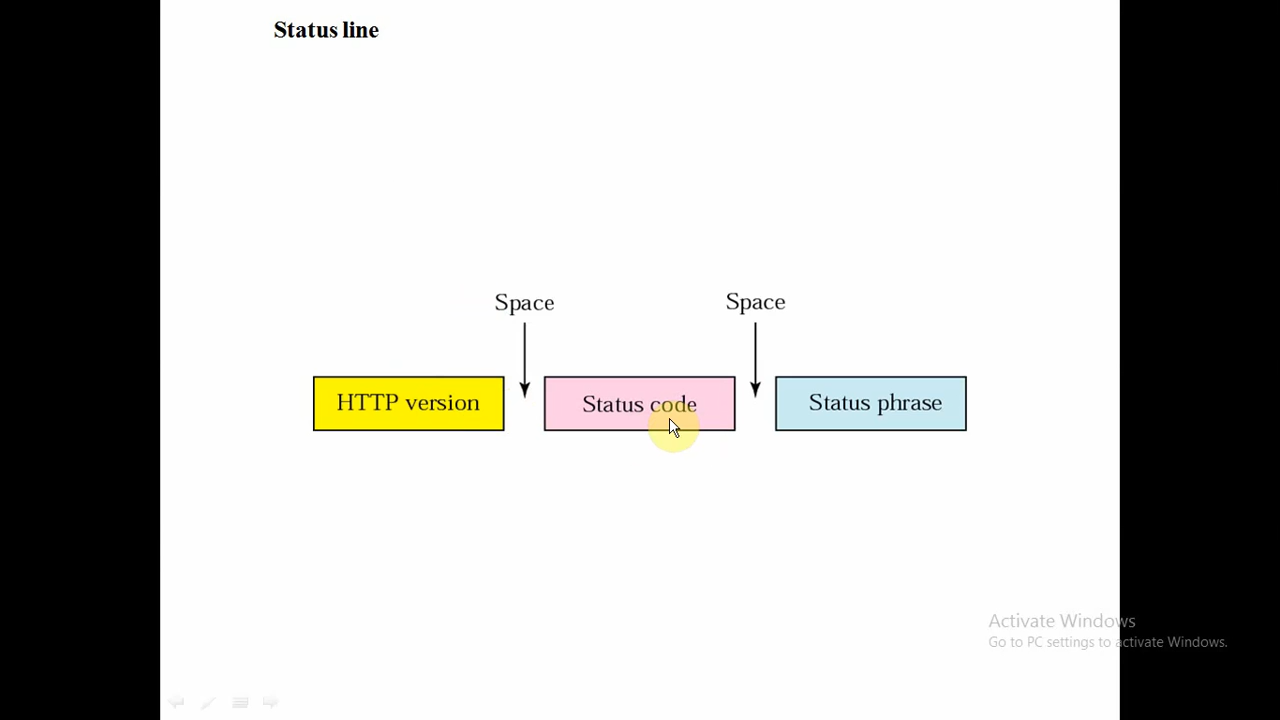 Status line
Space Space
HTTP version Status code Status phrase
Activate Windows
Go to PC settings to activate Windows.